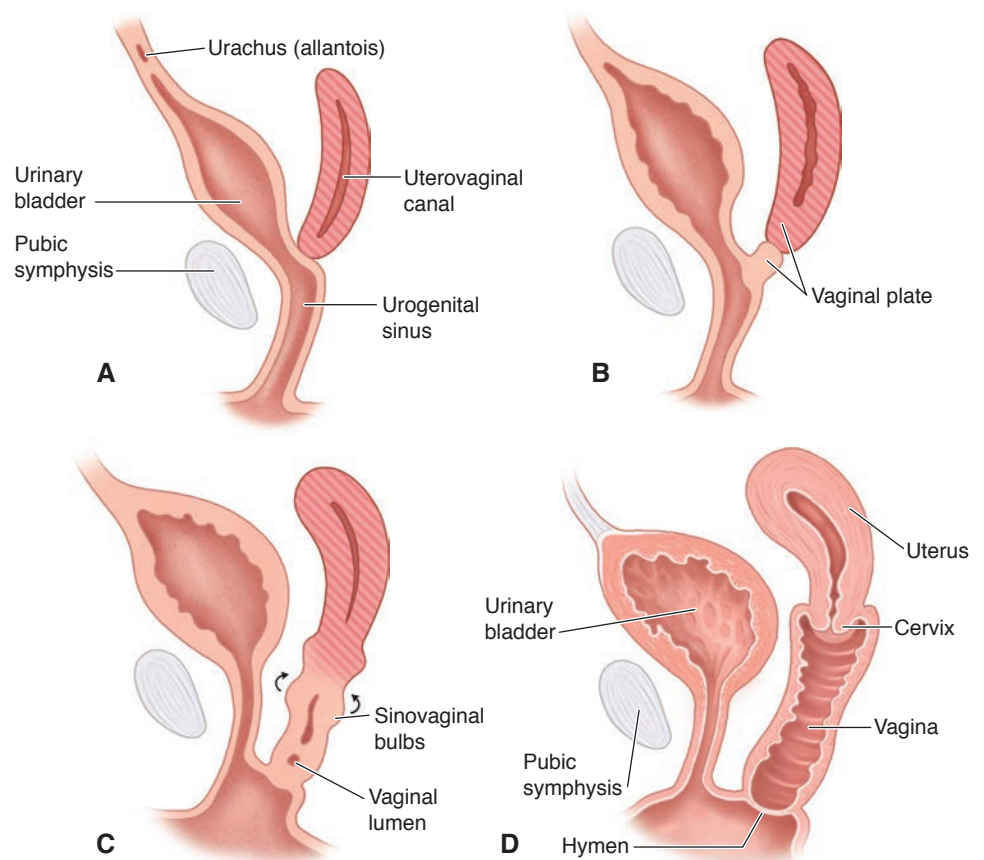 Urachus (allantois)
Urinary
bladder
Uterovaginal
canal
Pubic
symphysis
Urogenital
sinus
A
Vaginal plate
B
Sinovaginal
bulbs
Vaginal
lumen
C
Uterus
Urinary
bladder
Cervix
Vagina
Pubic
symphysis
Hymen
D